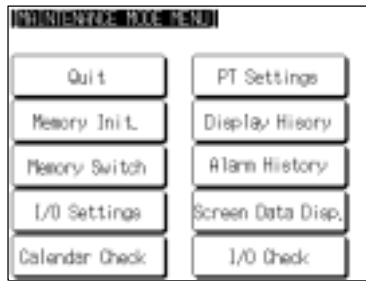 [MAINTENANCE MODE MENU]
Quit
PT Settings
Memory Init.
Display Hisory
Memory Switch
Alarm History
I/O Settings
Screen Data Disp.
Calendar Check
I/O Check